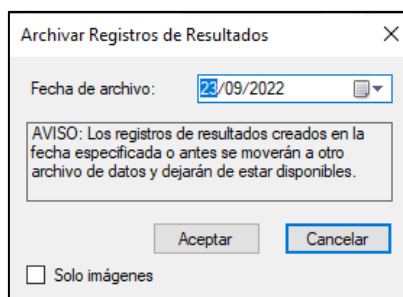 Archivar Registros de Resultados
Fecha de archivo: 23/09/2022
AVISO: Los registros de resultados creados en la
fecha especificada o antes se moverán a otro
archivo de datos y dejarán de estar disponibles.
Aceptar Cancelar
Solo imágenes